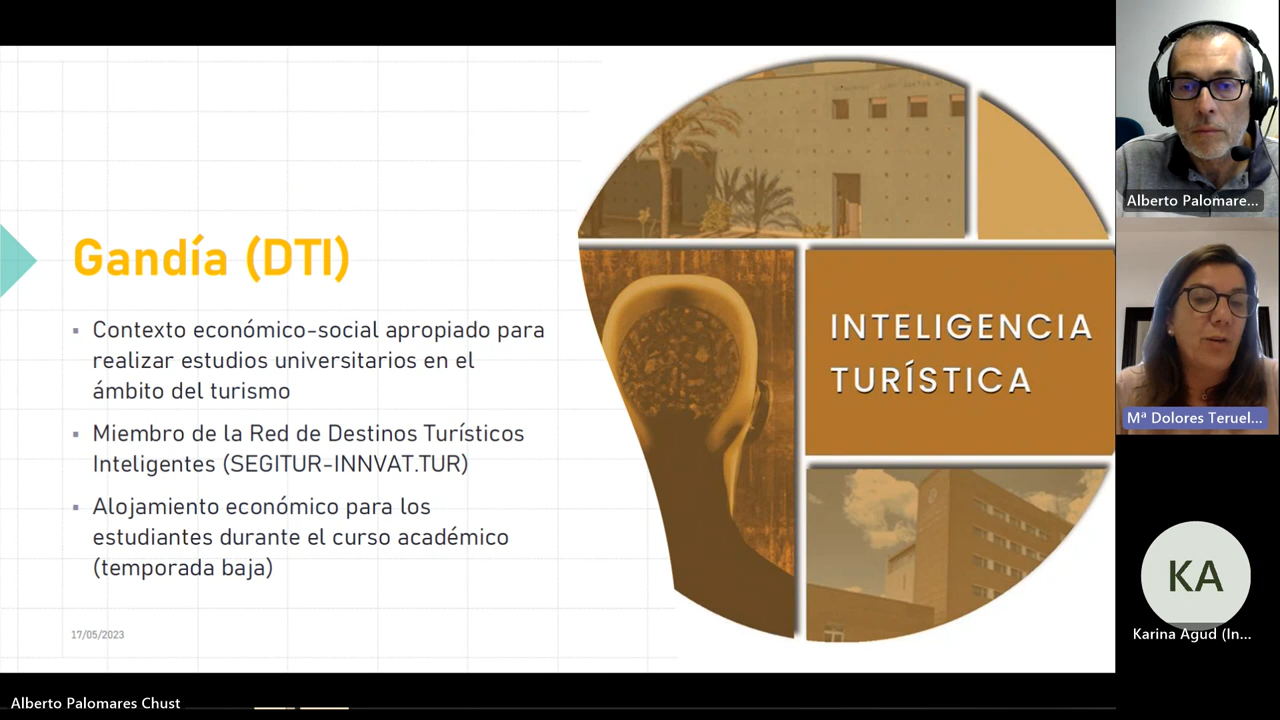 Gandía (DTI)
▪ Contexto económico-social apropiado para
realizar estudios universitarios en el
ámbito del turismo
▪ Miembro de la Red de Destinos Turísticos
Inteligentes (SEGITUR-INNVAT.TUR)
▪ Alojamiento económico para los
estudiantes durante el curso académico
(temporada baja)
17/05/2023
INTELIGENCIA
TURÍSTICA
Alberto Palomare...
Mª Dolores Teruel...
KA
Karina Agud (In...
Alberto Palomares Chust